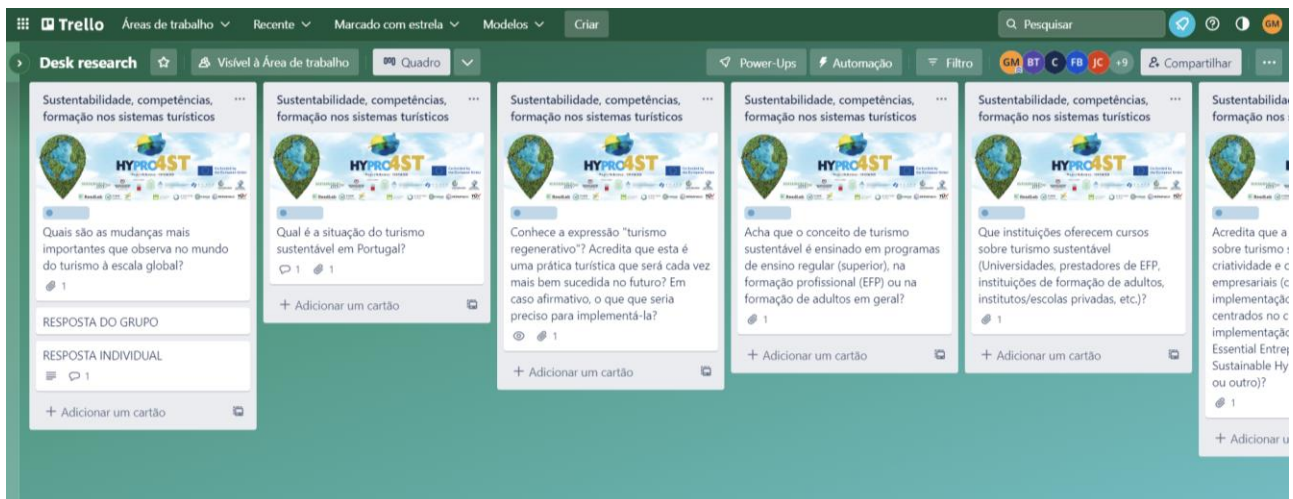 Trello Áreas de trabalho Recente Marcado com estrela Modelos Criar Pesquisar GM
Desk research Visível à Área de trabalho Quadro Power-Ups Automação Filtro GM BT C FB JC +9 Compartilhar
Sustentabilidade, competências,
formação nos sistemas turísticos
HYPRO4ST
Quais são as mudanças mais
importantes que observa no mundo
do turismo à escala global?
1
RESPOSTA DO GRUPO
RESPOSTA INDIVIDUAL
1
+ Adicionar um cartão
Sustentabilidade, competências,
formação nos sistemas turísticos
HYPRO4ST
Qual é a situação do turismo
sustentável em Portugal?
1 1
+ Adicionar um cartão
Sustentabilidade, competências,
formação nos sistemas turísticos
HYPRO4ST
Conhece a expressão "turismo
regenerativo"? Acredita que esta é
uma prática turística que será cada vez
mais bem sucedida no futuro? Em
caso afirmativo, o que que seria
preciso para implementá-la?
1
+ Adicionar um cartão
Sustentabilidade, competências,
formação nos sistemas turísticos
HYPRO4ST
Acha que o conceito de turismo
sustentável é ensinado em programas
de ensino regular (superior), na
formação profissional (EFP) ou na
formação de adultos em geral?
1
+ Adicionar um cartão
Sustentabilidade, competências,
formação nos sistemas turísticos
HYPRO4ST
Que instituições oferecem cursos
sobre turismo sustentável
(Universidades, prestadores de EFP,
instituições de formação de adultos,
institutos/escolas privadas, etc.)?
1
+ Adicionar um cartão
Sustentabilida
formação nos
Acredita que a
sobre turismo s
criatividade e c
empresariais (c
implementação
centrados no c
implementaçã
Essential Entrep
Sustainable Hy
ou outro)?
1
+ Adicionar u